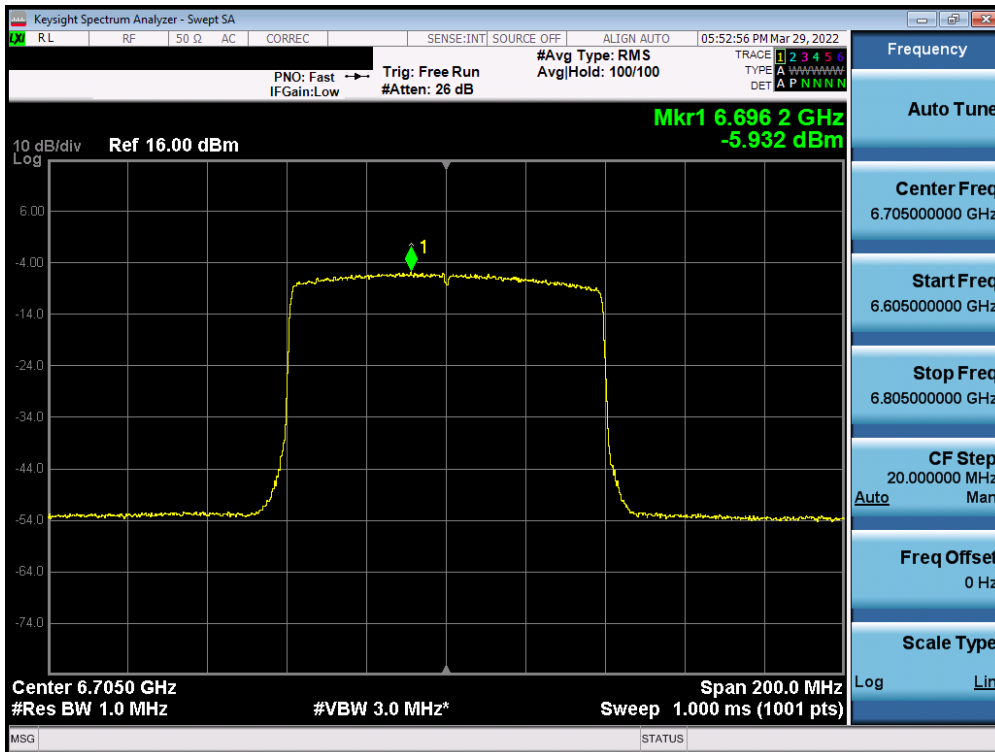 Keysight Spectrum Analyzer - Swept SA
LXI RL RF 50 Ω AC CORREC SENSE:INT SOURCE OFF ALIGN AUTO 05:52:56 PM Mar 29, 2022
PNO: Fast Trig: Free Run #Avg Type: RMS TRACE 1 2 3 4 5 6
IFGain:Low #Atten: 26 dB Avg|Hold: 100/100 TYPE A WWWWW
DET A P N N N N
Mkr1 6.696 2 GHz
-5.932 dBm
10 dB/div Ref 16.00 dBm
Log
1
6.00
-4.00
-14.0
-24.0
-34.0
-44.0
-54.0
-64.0
-74.0
Center 6.7050 GHz Span 200.0 MHz
#Res BW 1.0 MHz #VBW 3.0 MHz* Sweep 1.000 ms (1001 pts)
MSG STATUS
Frequency
Auto Tune
Center Freq
6.705000000 GHz
Start Freq
6.605000000 GHz
Stop Freq
6.805000000 GHz
CF Step
20.000000 MHz
Auto Man
Freq Offset
0 Hz
Scale Type
Log Lin